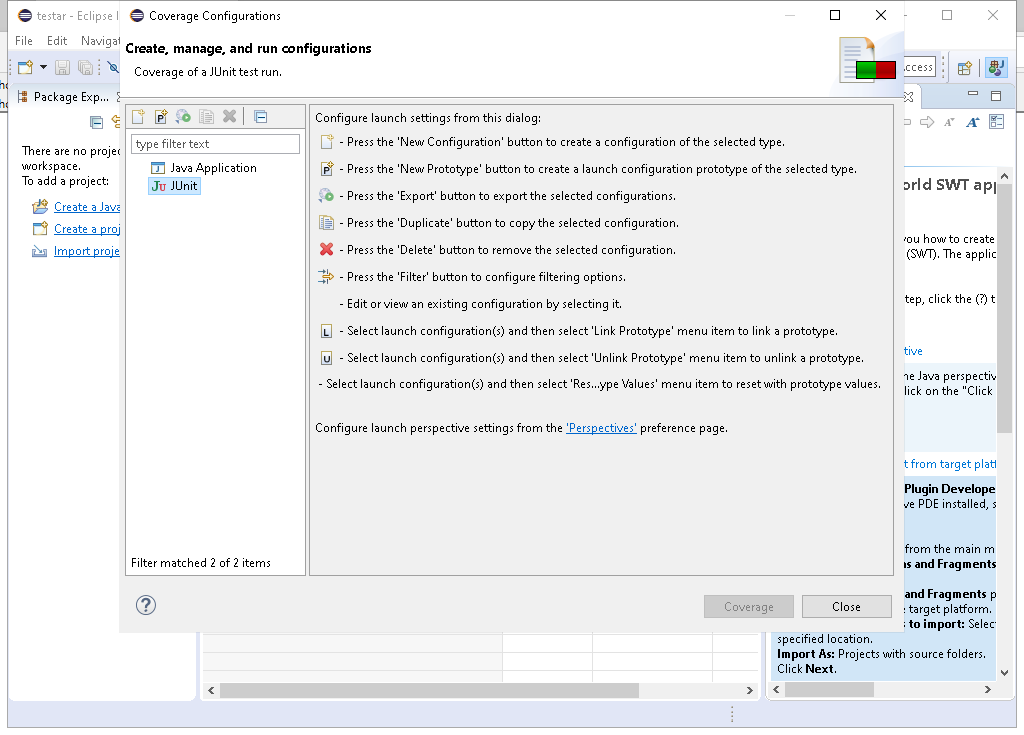 testar - Eclipse I
Coverage Configurations
File Edit Navigat
Create, manage, and run configurations
Coverage of a JUnit test run.
ccess
Package Exp...
Configure launch settings from this dialog:
type filter text
- Press the 'New Configuration' button to create a configuration of the selected type.
There are no projec
workspace.
To add a project:
Java Application
- Press the 'New Prototype' button to create a launch configuration prototype of the selected type.
JUnit
orld SWT app
- Press the 'Export' button to export the selected configurations.
Create a Java
- Press the 'Duplicate' button to copy the selected configuration.
Create a proj
you how to create
- Press the 'Delete' button to remove the selected configuration.
Import proje
(SWT). The applic
- Press the 'Filter' button to configure filtering options.
- Edit or view an existing configuration by selecting it.
tep, click the (?) t
- Select launch configuration(s) and then select 'Link Prototype' menu item to link a prototype.
- Select launch configuration(s) and then select 'Unlink Prototype' menu item to unlink a prototype.
tive
- Select launch configuration(s) and then select 'Res...ype Values' menu item to reset with prototype values.
he Java perspectiv
lick on the "Click
Configure launch perspective settings from the 'Perspectives' preference page.
t from target platf
Plugin Develope
ve PDE installed, s
from the main m
ns and Fragments
Filter matched 2 of 2 items
and Fragments p
e target platform.
Coverage
Close
s to import: Selec
specified location.
Import As: Projects with source folders.
Click Next.